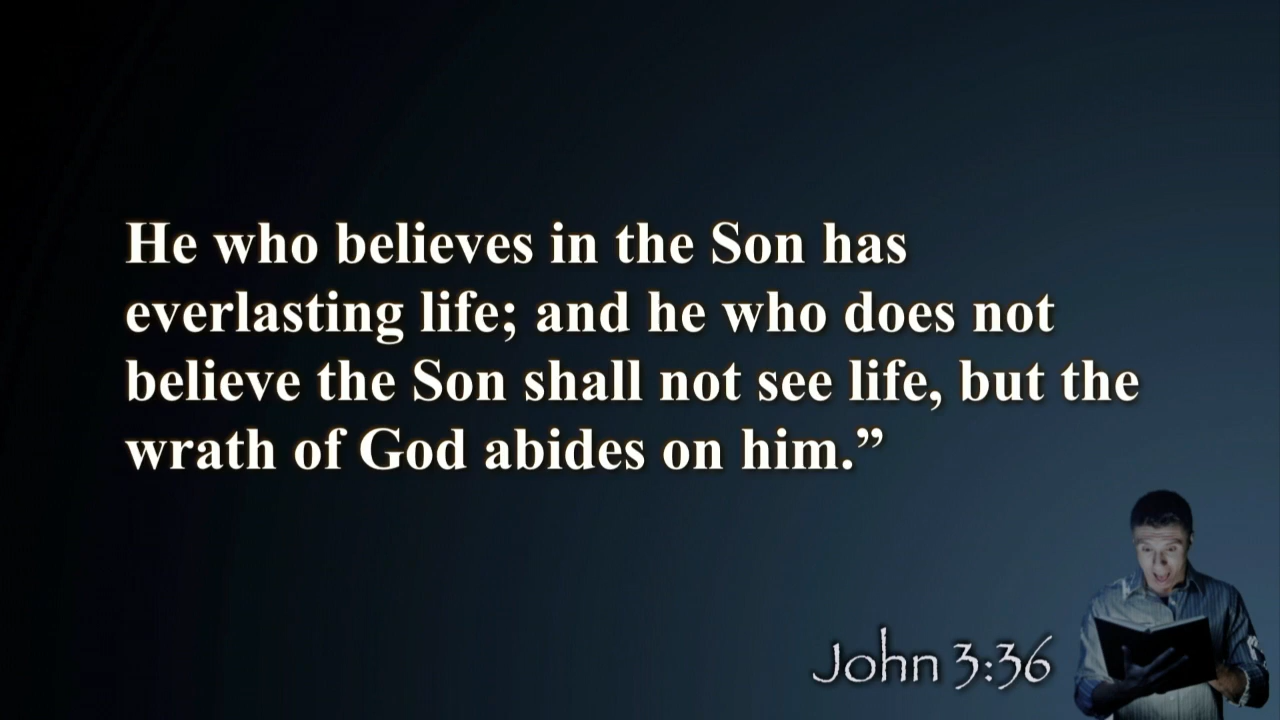 He who believes in the Son has
everlasting life; and he who does not
believe the Son shall not see life, but the
wrath of God abides on him.”
John 3:36